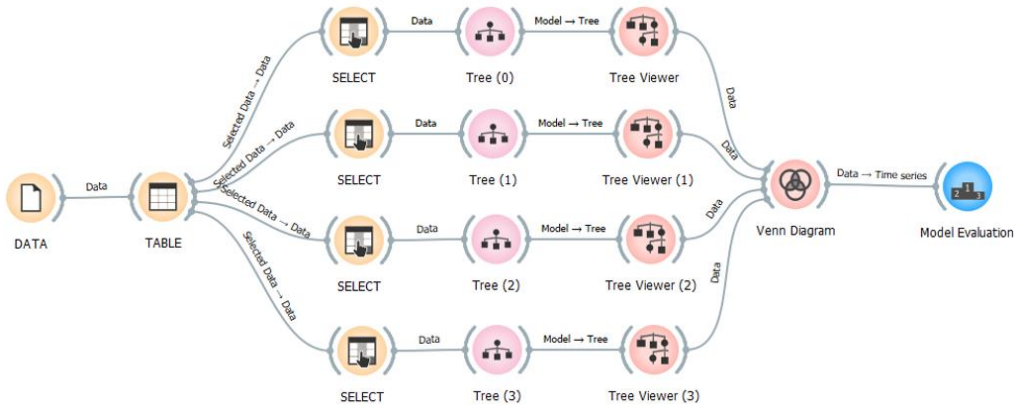 Data
Model → Tree
SELECT
Tree (0)
Tree Viewer
Selected Data → Data
Data
Data
Model → Tree
SELECT
Tree (1)
Tree Viewer (1)
Selected Data → Data
Data
Data
DATA
TABLE
Data → Time series
2 1 3
Venn Diagram
Model Evaluation
Selected Data → Data
Data
Model → Tree
SELECT
Tree (2)
Tree Viewer (2)
Data
Selected Data → Data
Data
Model → Tree
SELECT
Tree (3)
Tree Viewer (3)
Data